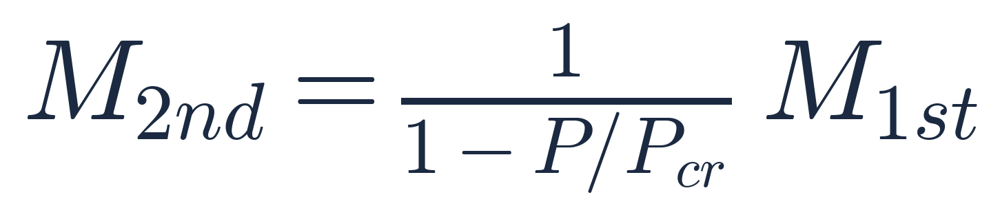 M_{2nd} = \frac{1}{1 - P/P_{cr}} M_{1st}